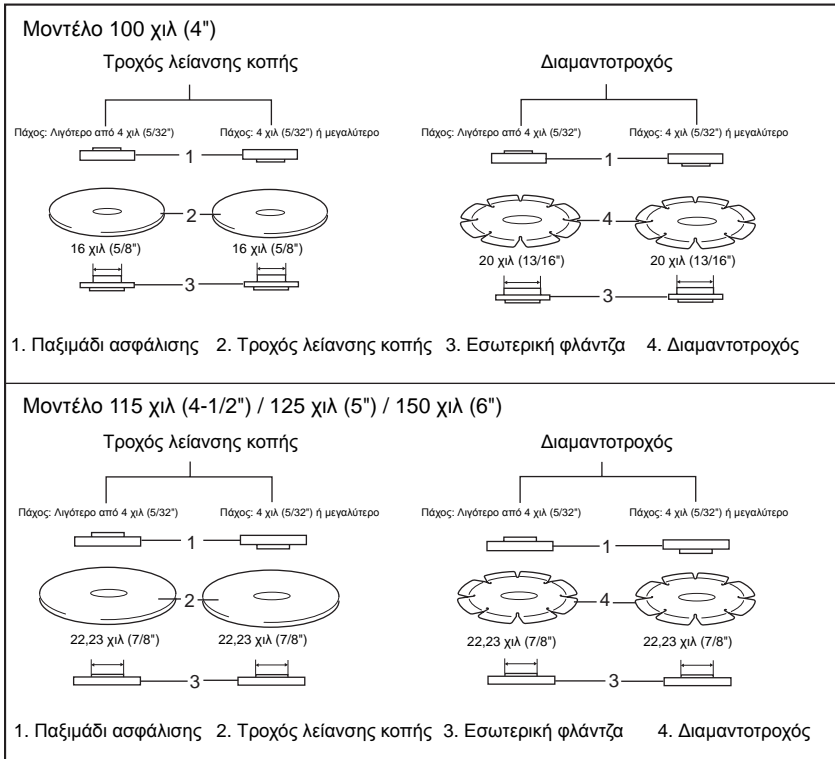 Μοντέλο 100 χιλ (4")
Τροχός λείανσης κοπής Διαμαντοτροχός
Πάχος: Λιγότερο από 4 χιλ (5/32") Πάχος: 4 χιλ (5/32") ή μεγαλύτερο Πάχος: Λιγότερο από 4 χιλ (5/32") Πάχος: 4 χιλ (5/32") ή μεγαλύτερο
1 1
2 4
16 χιλ (5/8") 16 χιλ (5/8") 20 χιλ (13/16") 20 χιλ (13/16")
3 3
1. Παξιμάδι ασφάλισης 2. Τροχός λείανσης κοπής 3. Εσωτερική φλάντζα 4. Διαμαντοτροχός
Μοντέλο 115 χιλ (4-1/2") / 125 χιλ (5") / 150 χιλ (6")
Τροχός λείανσης κοπής Διαμαντοτροχός
Πάχος: Λιγότερο από 4 χιλ (5/32") Πάχος: 4 χιλ (5/32") ή μεγαλύτερο Πάχος: Λιγότερο από 4 χιλ (5/32") Πάχος: 4 χιλ (5/32") ή μεγαλύτερο
1 1
2 4
22,23 χιλ (7/8") 22,23 χιλ (7/8") 22,23 χιλ (7/8") 22,23 χιλ (7/8")
3 3
1. Παξιμάδι ασφάλισης 2. Τροχός λείανσης κοπής 3. Εσωτερική φλάντζα 4. Διαμαντοτροχός